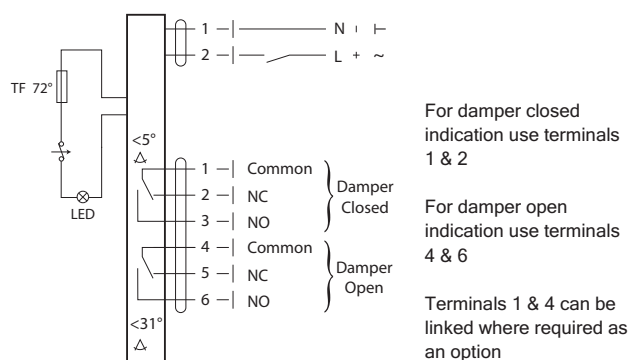 1 N ı ⊢
2 L + ~
TF 72°
LED
<5°
1 Common
2 NC
3 NO
Damper
Closed
4 Common
5 NC
6 NO
Damper
Open
<31°
For damper closed
indication use terminals
1 & 2
For damper open
indication use terminals
4 & 6
Terminals 1 & 4 can be
linked where required as
an option